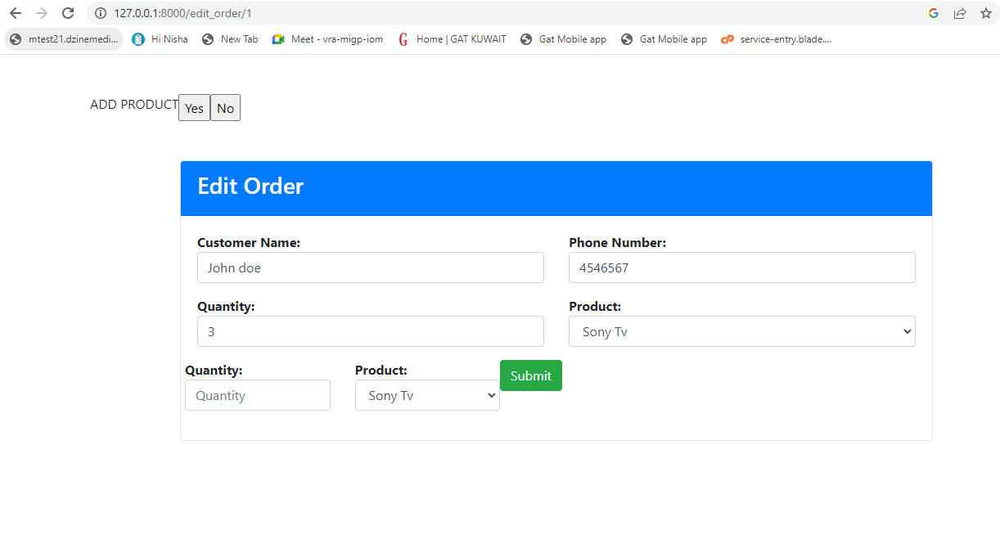 127.0.0.1:8000/edit_order/1
mtest21.dzinemedi... Hi Nisha New Tab Meet - vra-migp-iom Home | GAT KUWAIT Gat Mobile app Gat Mobile app service-entry.blade....
ADD PRODUCT Yes No
Edit Order
Customer Name: Phone Number:
John doe 4546567
Quantity: Product:
3 Sony Tv
Quantity: Product: Submit
Quantity Sony Tv